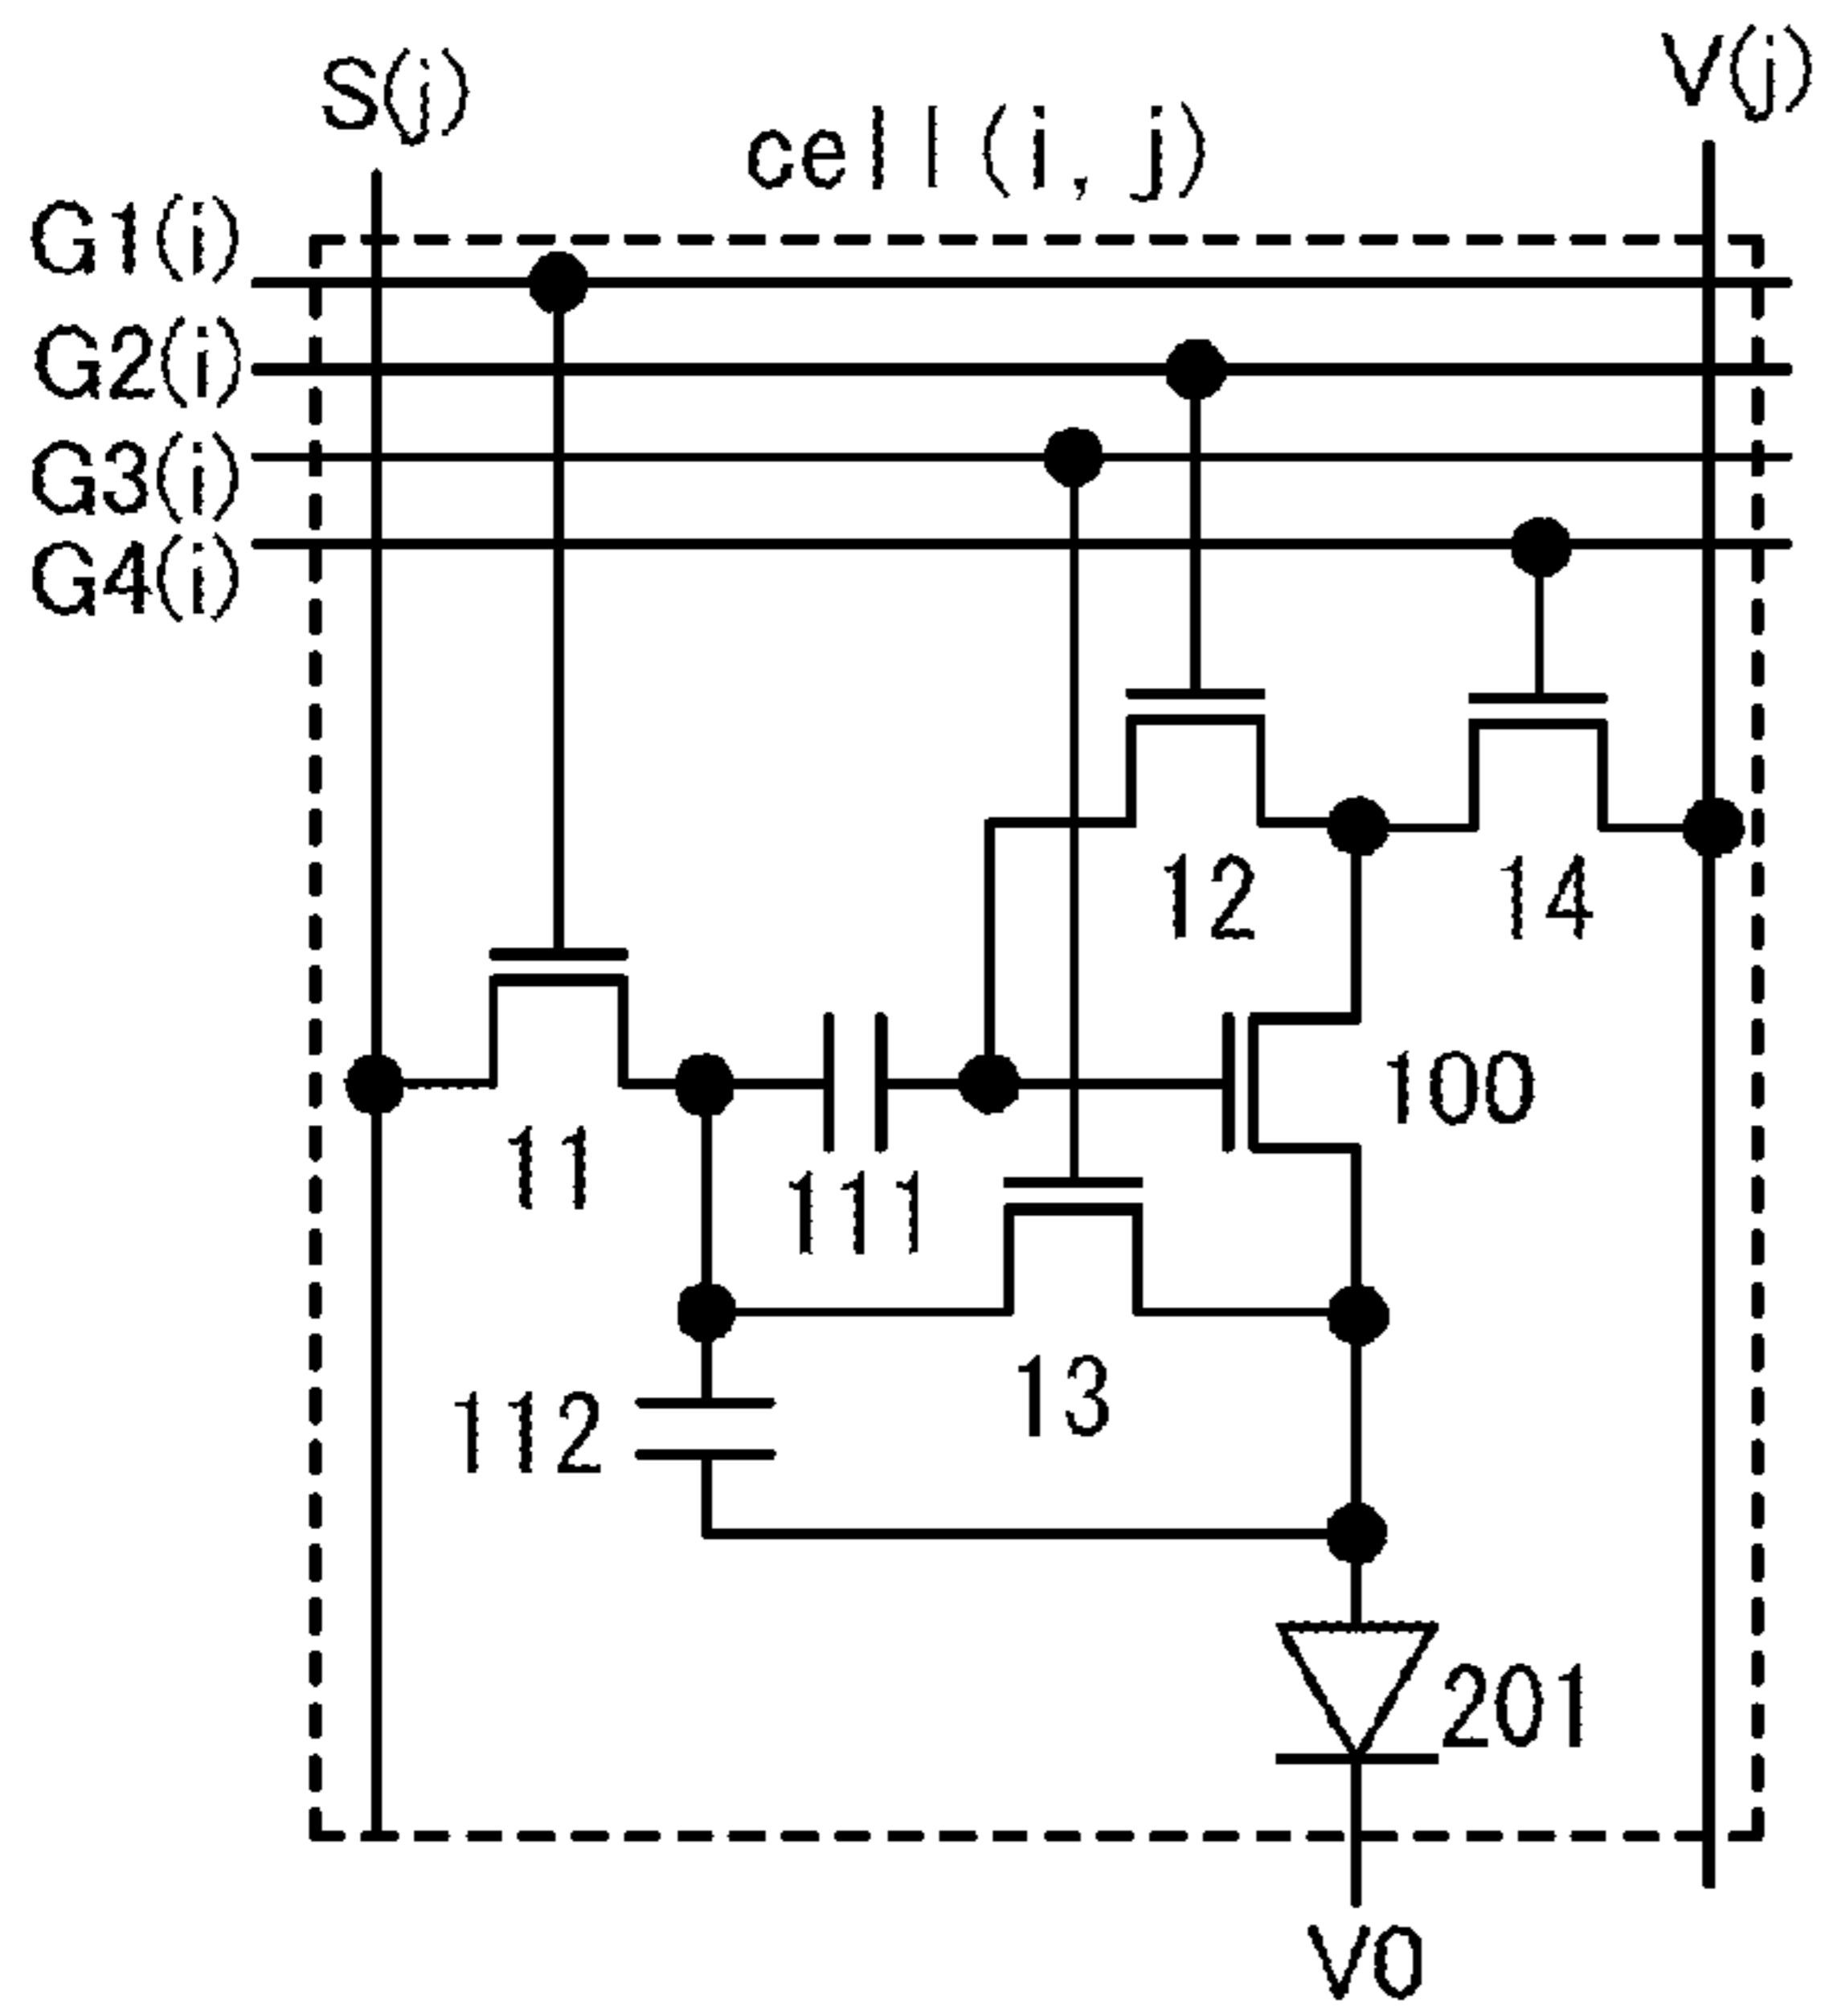 S(j)
V(j)
cell(i, j)
G1(i)
G2(i)
G3(i)
G4(i)
12
14
100
11
111
13
112
201
V0